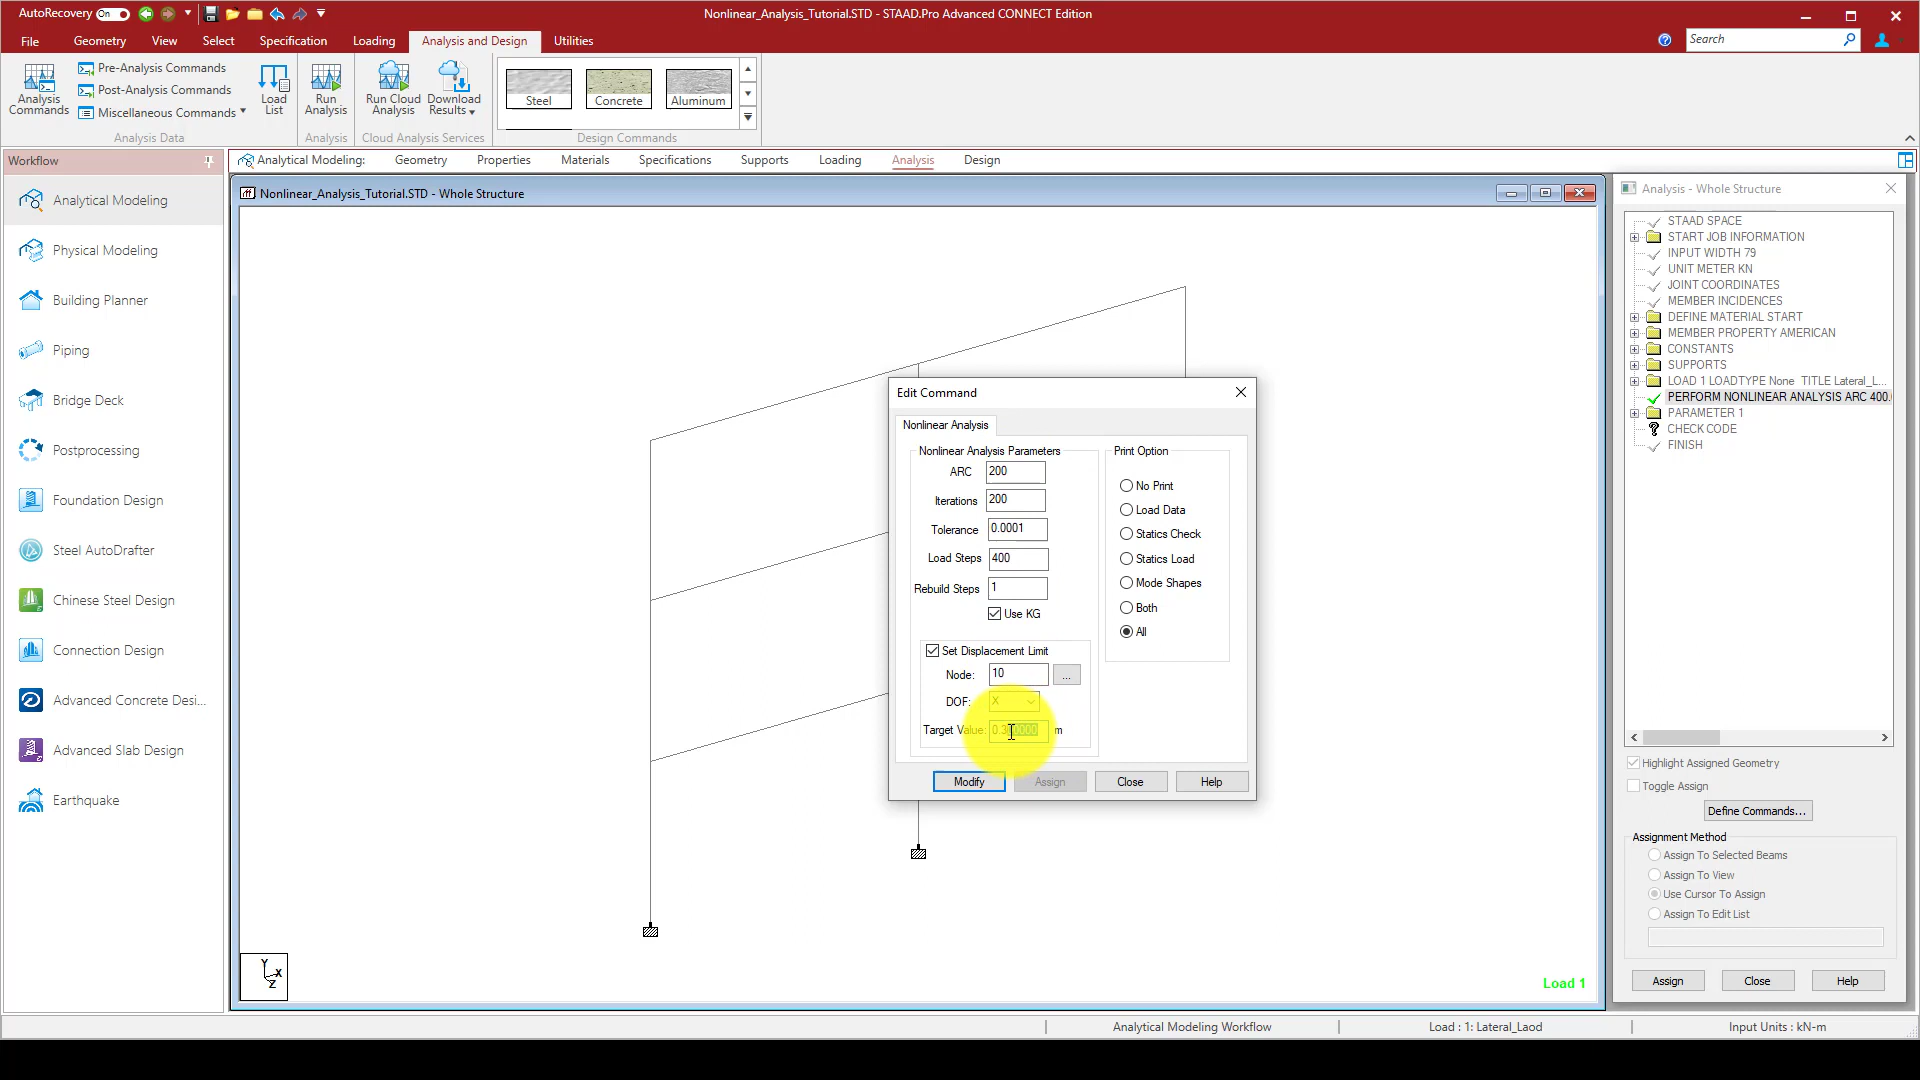 AutoRecovery On
Nonlinear_Analysis_Tutorial.STD - STAAD.Pro Advanced CONNECT Edition
File Geometry View Select Specification Loading Analysis and Design Utilities
Search
Analysis Commands
Pre-Analysis Commands
Post-Analysis Commands
Miscellaneous Commands
Load List
Run Analysis
Run Cloud Analysis
Download Results
Steel
Concrete
Aluminum
Analysis Data
Analysis
Cloud Analysis Services
Design Commands
Workflow
Analytical Modeling: Geometry Properties Materials Specifications Supports Loading Analysis Design
Analytical Modeling
Physical Modeling
Building Planner
Piping
Bridge Deck
Postprocessing
Foundation Design
Steel AutoDrafter
Chinese Steel Design
Connection Design
Advanced Concrete Desi...
Advanced Slab Design
Earthquake
Nonlinear_Analysis_Tutorial.STD - Whole Structure
Y
X
Z
Load 1
Edit Command
Nonlinear Analysis
Nonlinear Analysis Parameters
ARC 200
Iterations 200
Tolerance 0.0001
Load Steps 400
Rebuild Steps 1
Use KG
Set Displacement Limit
Node: 10 ...
DOF: X
Target Value: 0.300000 m
Print Option
No Print
Load Data
Statics Check
Statics Load
Mode Shapes
Both
All
Modify Assign Close Help
Analysis - Whole Structure
STAAD SPACE
START JOB INFORMATION
INPUT WIDTH 79
UNIT METER KN
JOINT COORDINATES
MEMBER INCIDENCES
DEFINE MATERIAL START
MEMBER PROPERTY AMERICAN
CONSTANTS
SUPPORTS
LOAD 1 LOADTYPE None TITLE Lateral_L...
PERFORM NONLINEAR ANALYSIS ARC 400.
PARAMETER 1
CHECK CODE
FINISH
Highlight Assigned Geometry
Toggle Assign
Define Commands...
Assignment Method
Assign To Selected Beams
Assign To View
Use Cursor To Assign
Assign To Edit List
Assign Close Help
Analytical Modeling Workflow
Load : 1: Lateral_Laod
Input Units : kN-m